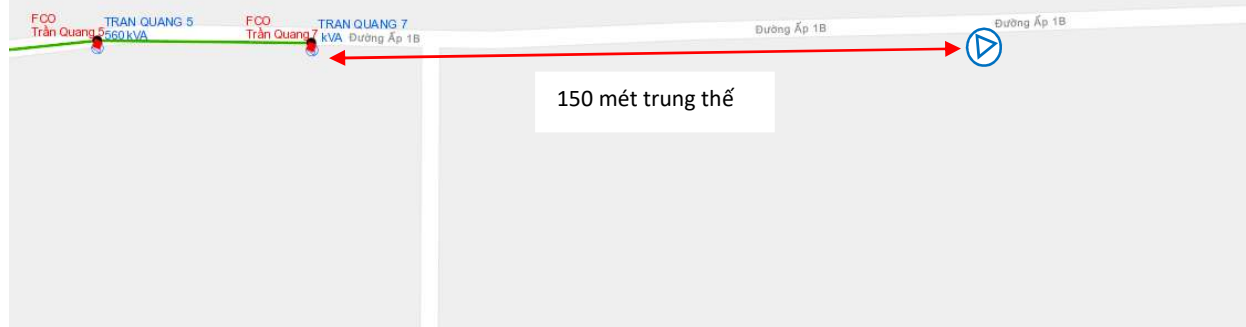 FCO
Trần Quang 5
TRAN QUANG 5
560 kVA
FCO
Trần Quang 7
TRAN QUANG 7
kVA
Đường Ấp 1B
Đường Ấp 1B
Đường Ấp 1B
150 mét trung thế